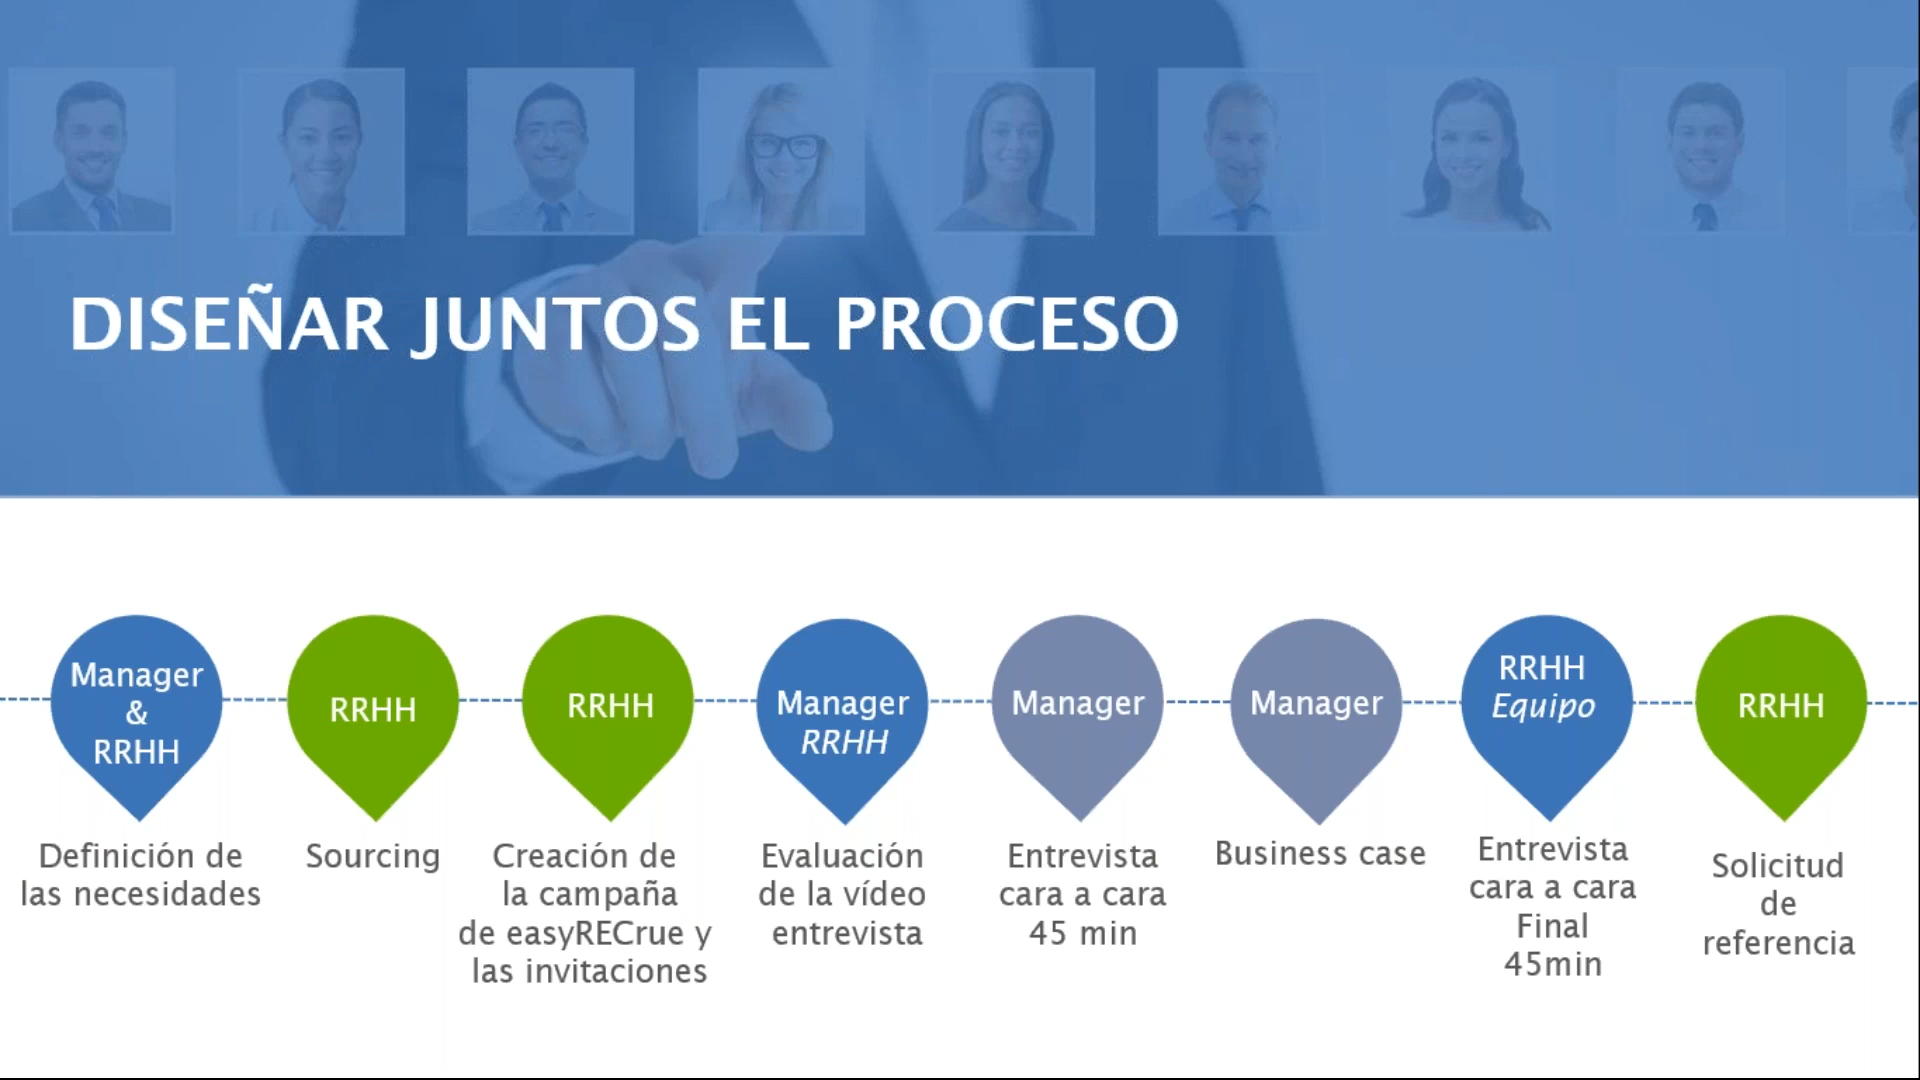 DISEÑAR JUNTOS EL PROCESO
Manager
&
RRHH
Definición de
las necesidades
RRHH
Sourcing
RRHH
Creación de
la campaña
de easyRECrue y
las invitaciones
Manager
RRHH
Evaluación
de la vídeo
entrevista
Manager
Entrevista
cara a cara
45 min
Manager
Business case
RRHH
Equipo
Entrevista
cara a cara
Final
45min
RRHH
Solicitud
de
referencia